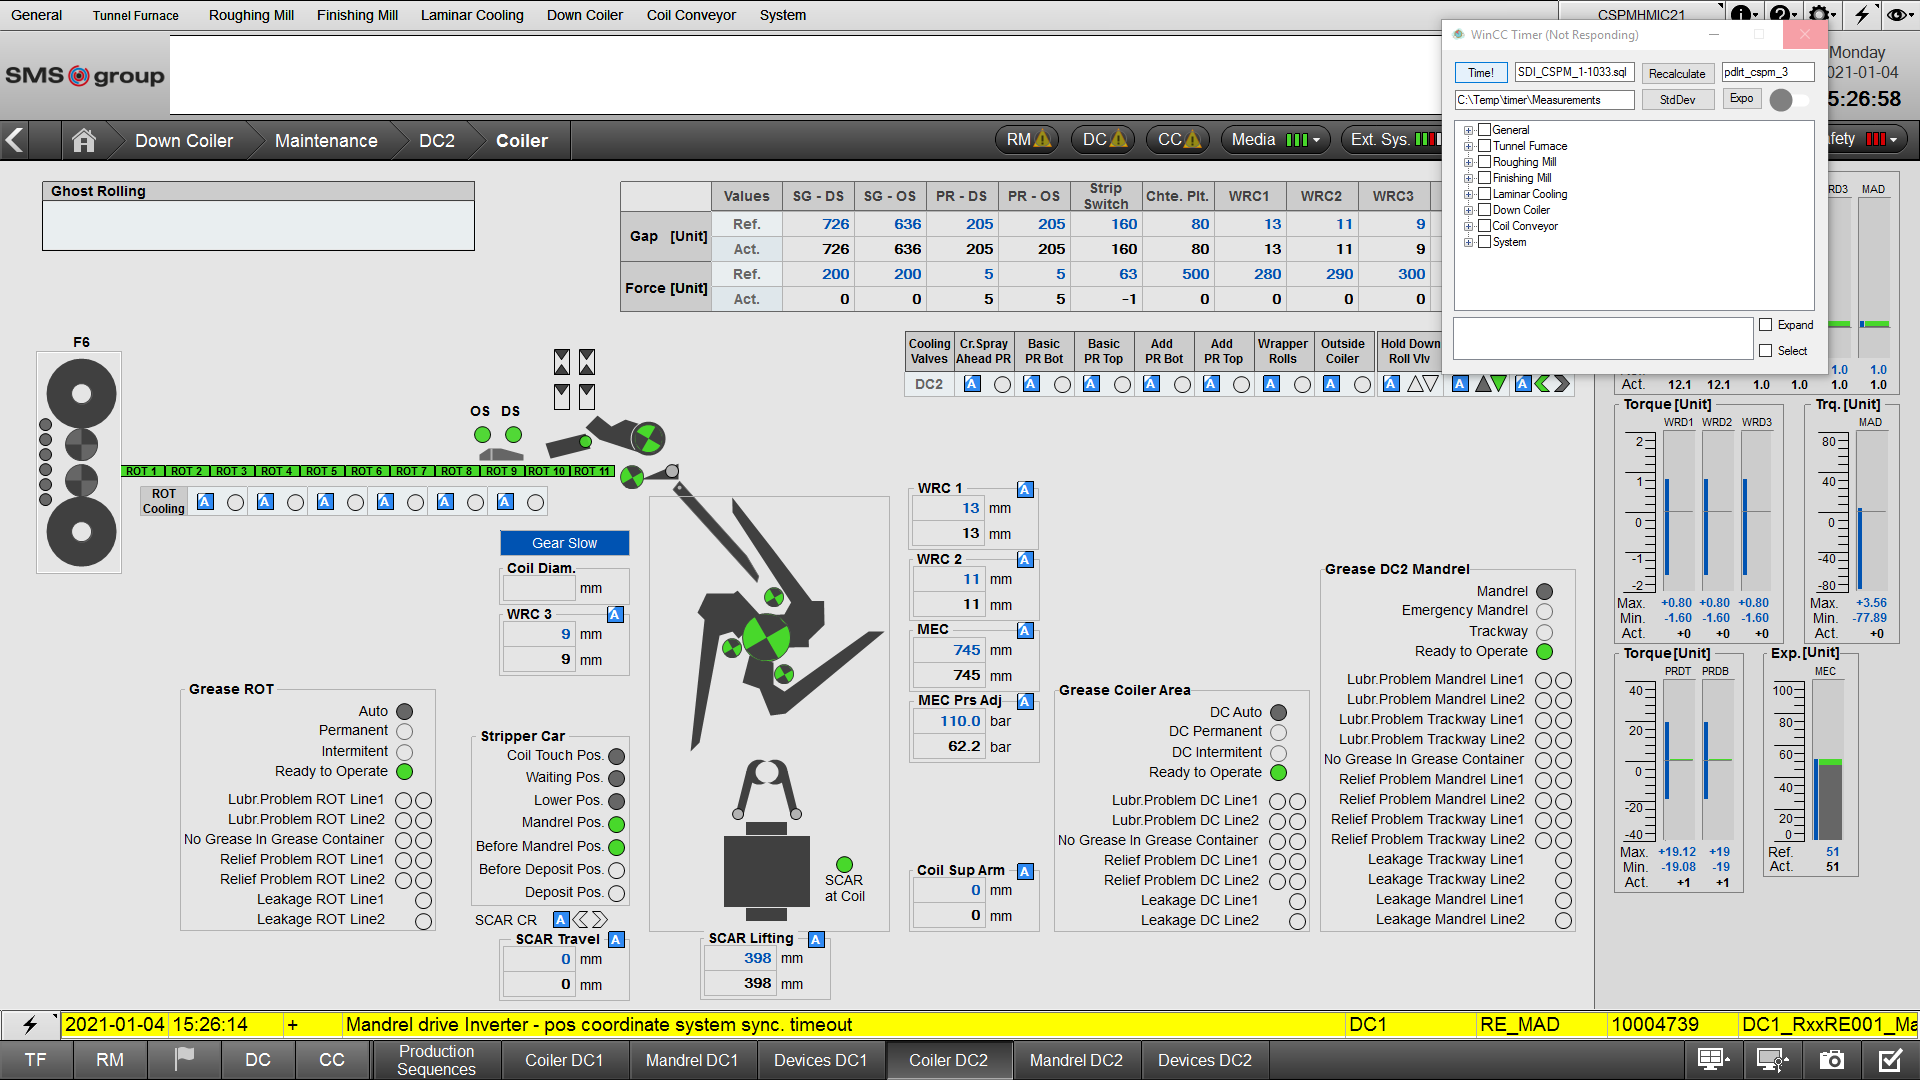 General Tunnel Furnace Roughing Mill Finishing Mill Laminar Cooling Down Coiler Coil Conveyor System CSPMHMIC21
SMS group
Monday
2021-01-04
15:26:58
WinCC Timer (Not Responding)
Time! SDI_CSPM_1-1033.sql Recalculate pdlrt_cspm_3
C:\Temp\timer\Measurements StdDev Expo
General
Tunnel Furnace
Roughing Mill
Finishing Mill
Laminar Cooling
Down Coiler
Coil Conveyor
System
Expand
Select
Down Coiler Maintenance DC2 Coiler RM DC CC Media Ext. Sys. fety
Ghost Rolling
Values SG - DS SG - OS PR - DS PR - OS Strip Switch Chte. Plt. WRC1 WRC2 WRC3
Gap [Unit] Ref. 726 636 205 205 160 80 13 11 9
Act. 726 636 205 205 160 80 13 11 9
Force [Unit] Ref. 200 200 5 5 63 500 280 290 300
Act. 0 0 5 5 -1 0 0 0 0
Cooling Valves Cr.Spray Ahead PR Basic PR Bot Basic PR Top Add PR Bot Add PR Top Wrapper Rolls Outside Coiler Hold Down Roll Vlv
DC2 A A A A A A A A A A
F6
OS DS
ROT 1 ROT 2 ROT 3 ROT 4 ROT 5 ROT 6 ROT 7 ROT 8 ROT 9 ROT 10 ROT 11
ROT Cooling A A A A A A
Gear Slow
Coil Diam.
mm
WRC 3 A
9 mm
9 mm
WRC 1 A
13 mm
13 mm
WRC 2 A
11 mm
11 mm
MEC A
745 mm
745 mm
MEC Prs Adj A
110.0 bar
62.2 bar
Coil Sup Arm A
0 mm
0 mm
Grease ROT
Auto
Permanent
Intermitent
Ready to Operate
Lubr.Problem ROT Line1
Lubr.Problem ROT Line2
No Grease In Grease Container
Relief Problem ROT Line1
Relief Problem ROT Line2
Leakage ROT Line1
Leakage ROT Line2
Stripper Car
Coil Touch Pos.
Waiting Pos.
Lower Pos.
Mandrel Pos.
Before Mandrel Pos.
Before Deposit Pos.
Deposit Pos.
SCAR CR A
SCAR Travel A
0 mm
0 mm
SCAR at Coil
SCAR Lifting A
398 mm
398 mm
Grease Coiler Area
DC Auto
DC Permanent
DC Intermitent
Ready to Operate
Lubr.Problem DC Line1
Lubr.Problem DC Line2
No Grease In Grease Container
Relief Problem DC Line1
Relief Problem DC Line2
Leakage DC Line1
Leakage DC Line2
Grease DC2 Mandrel
Mandrel
Emergency Mandrel
Trackway
Ready to Operate
Lubr.Problem Mandrel Line1
Lubr.Problem Mandrel Line2
Lubr.Problem Trackway Line1
Lubr.Problem Trackway Line2
No Grease In Grease Container
Relief Problem Mandrel Line1
Relief Problem Mandrel Line2
Relief Problem Trackway Line1
Relief Problem Trackway Line2
Leakage Trackway Line1
Leakage Trackway Line2
Leakage Mandrel Line1
Leakage Mandrel Line2
RD3 MAD
1.0 1.0
Act. 12.1 12.1 1.0 1.0 1.0
Torque [Unit]
WRD1 WRD2 WRD3
2
1
0
-1
-2
Max. +0.80 +0.80 +0.80
Min. -1.60 -1.60 -1.60
Act. +0 +0 +0
Trq. [Unit]
MAD
80
40
0
-40
-80
Max. +3.56
Min. -77.89
Act. +0
Torque [Unit]
PRDT PRDB
40
20
0
-20
-40
Max. +19.12 +19
Min. -19.08 -19
Act. +1 +1
Exp. [Unit]
MEC
100
80
60
40
20
0
Ref. 51
Act. 51
2021-01-04 15:26:14 + Mandrel drive Inverter - pos coordinate system sync. timeout DC1 RE_MAD 10004739 DC1_RxxRE001_Ma
TF RM DC CC Production Sequences Coiler DC1 Mandrel DC1 Devices DC1 Coiler DC2 Mandrel DC2 Devices DC2